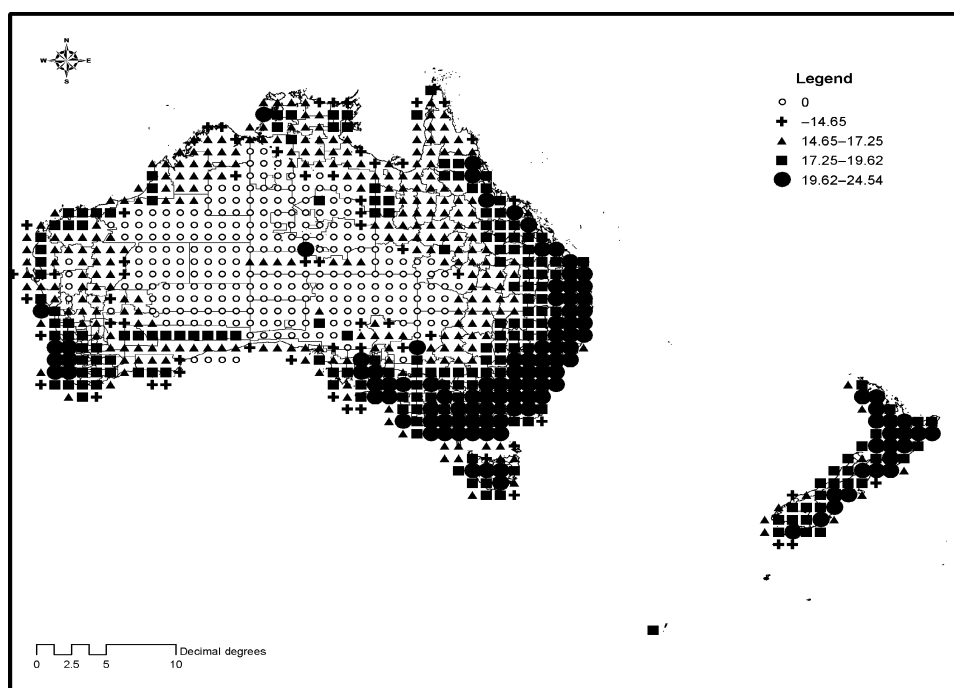 N
W E
S
Legend
0
–14.65
14.65–17.25
17.25–19.62
19.62–24.54
Decimal degrees
0 2.5 5 10